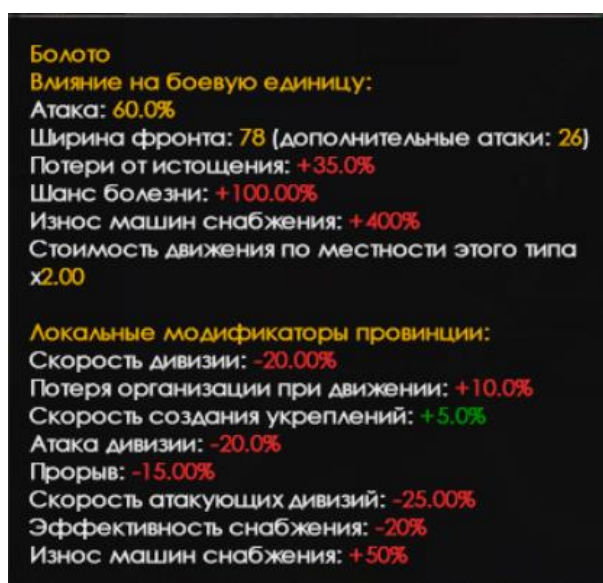 Болото
Влияние на боевую единицу:
Атака: 60.0%
Ширина фронта: 78 (дополнительные атаки: 26)
Потери от истощения: +35.0%
Шанс болезни: +100.00%
Износ машин снабжения: +400%
Стоимость движения по местности этого типа
x2.00
Локальные модификаторы провинции:
Скорость дивизии: -20.00%
Потеря организации при движении: +10.0%
Скорость создания укреплений: +5.0%
Атака дивизии: -20.0%
Прорыв: -15.00%
Скорость атакующих дивизий: -25.00%
Эффективность снабжения: -20%
Износ машин снабжения: +50%